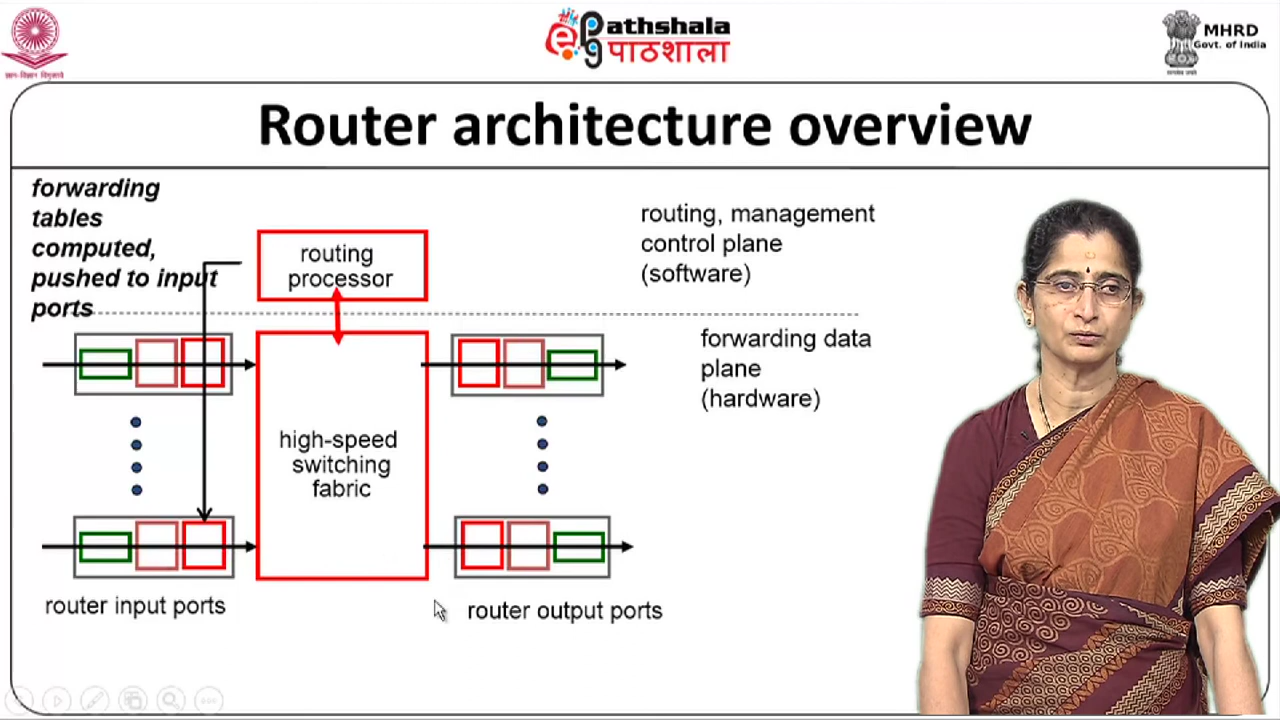 ePG Pathshala
पाठशाला
MHRD
Govt. of India
Router architecture overview
forwarding
tables
computed,
pushed to input
ports
routing
processor
routing, management
control plane
(software)
forwarding data
plane
(hardware)
high-speed
switching
fabric
router input ports
router output ports